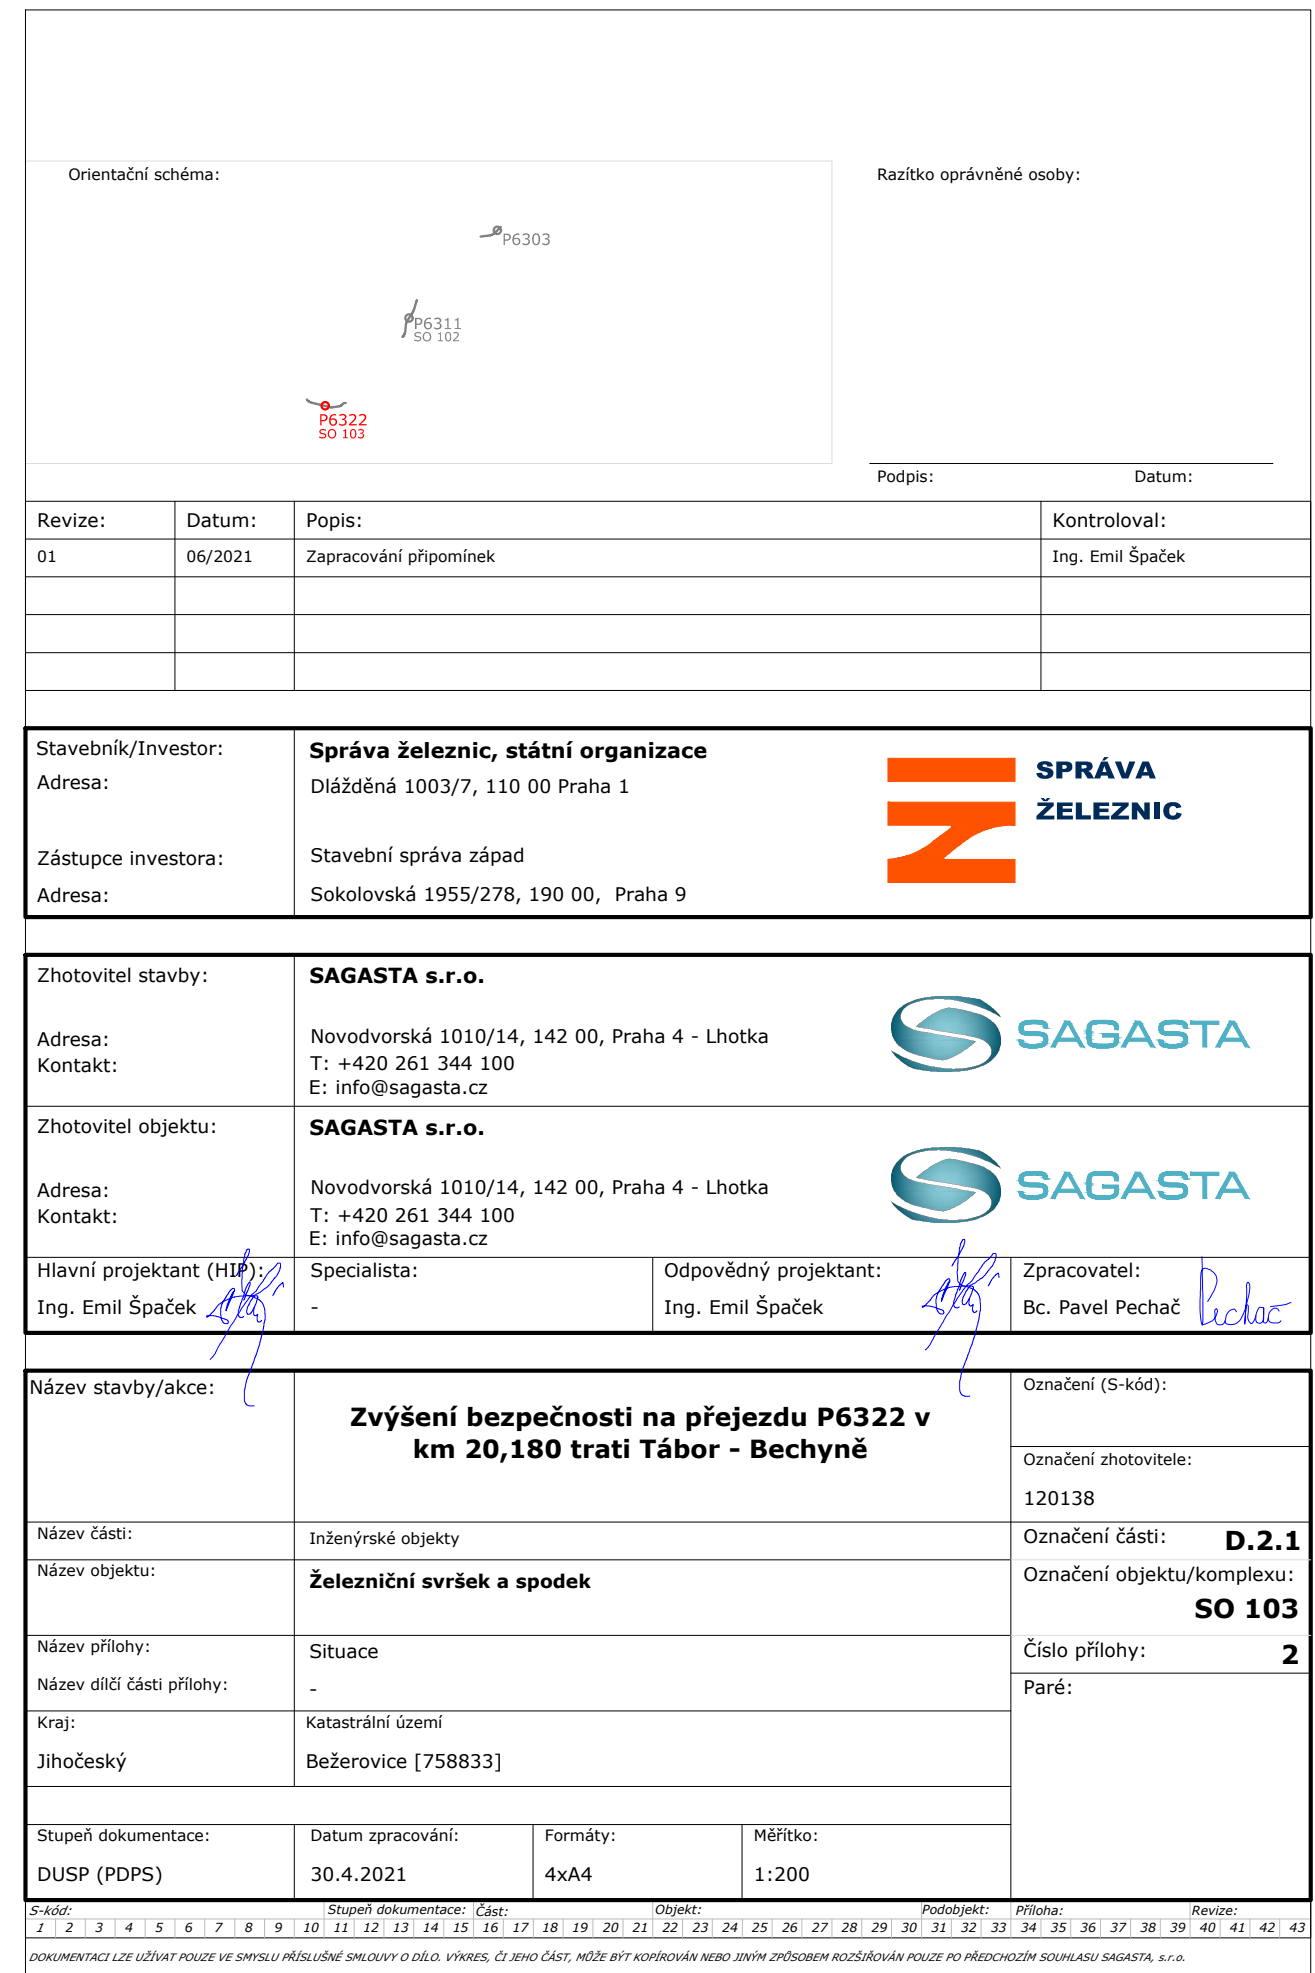 Orientační schéma:
Razítko oprávněné osoby:
P6303
P6311
SO 102
P6322
SO 103
Podpis: Datum:
Revize: Datum: Popis: Kontroloval:
01 06/2021 Zapracování připomínek Ing. Emil Špaček
Stavebník/Investor: Správa železnic, státní organizace
Adresa: Dlážděná 1003/7, 110 00 Praha 1
SPRÁVA
ŽELEZNIC
Zástupce investora: Stavební správa západ
Adresa: Sokolovská 1955/278, 190 00, Praha 9
Zhotovitel stavby: SAGASTA s.r.o.
Adresa: Novodvorská 1010/14, 142 00, Praha 4 - Lhotka
Kontakt: T: +420 261 344 100
E: info@sagasta.cz
SAGASTA
Zhotovitel objektu: SAGASTA s.r.o.
Adresa: Novodvorská 1010/14, 142 00, Praha 4 - Lhotka
Kontakt: T: +420 261 344 100
E: info@sagasta.cz
SAGASTA
Hlavní projektant (HIP): Specialista: Odpovědný projektant: Zpracovatel:
Ing. Emil Špaček - Ing. Emil Špaček Bc. Pavel Pechač Pechač
Název stavby/akce:
Zvýšení bezpečnosti na přejezdu P6322 v
km 20,180 trati Tábor - Bechyně
Označení (S-kód):
Označení zhotovitele:
120138
Název části: Inženýrské objekty Označení části: D.2.1
Název objektu: Železniční svršek a spodek Označení objektu/komplexu:
SO 103
Název přílohy: Situace Číslo přílohy: 2
Název dílčí části přílohy: - Paré:
Kraj: Katastrální území
Jihočeský Bežerovice [758833]
Stupeň dokumentace: Datum zpracování: Formáty: Měřítko:
DUSP (PDPS) 30.4.2021 4xA4 1:200
S-kód: Stupeň dokumentace: Část: Objekt: Podobjekt: Příloha: Revize:
1 2 3 4 5 6 7 8 9 10 11 12 13 14 15 16 17 18 19 20 21 22 23 24 25 26 27 28 29 30 31 32 33 34 35 36 37 38 39 40 41 42 43
DOKUMENTACI LZE UŽÍVAT POUZE VE SMYSLU PŘÍSLUŠNÉ SMLOUVY O DÍLO. VÝKRES, ČI JEHO ČÁST, MŮŽE BÝT KOPÍROVÁN NEBO JINÝM ZPŮSOBEM ROZŠIŘOVÁN POUZE PO PŘEDCHOZÍM SOUHLASU SAGASTA, s.r.o.